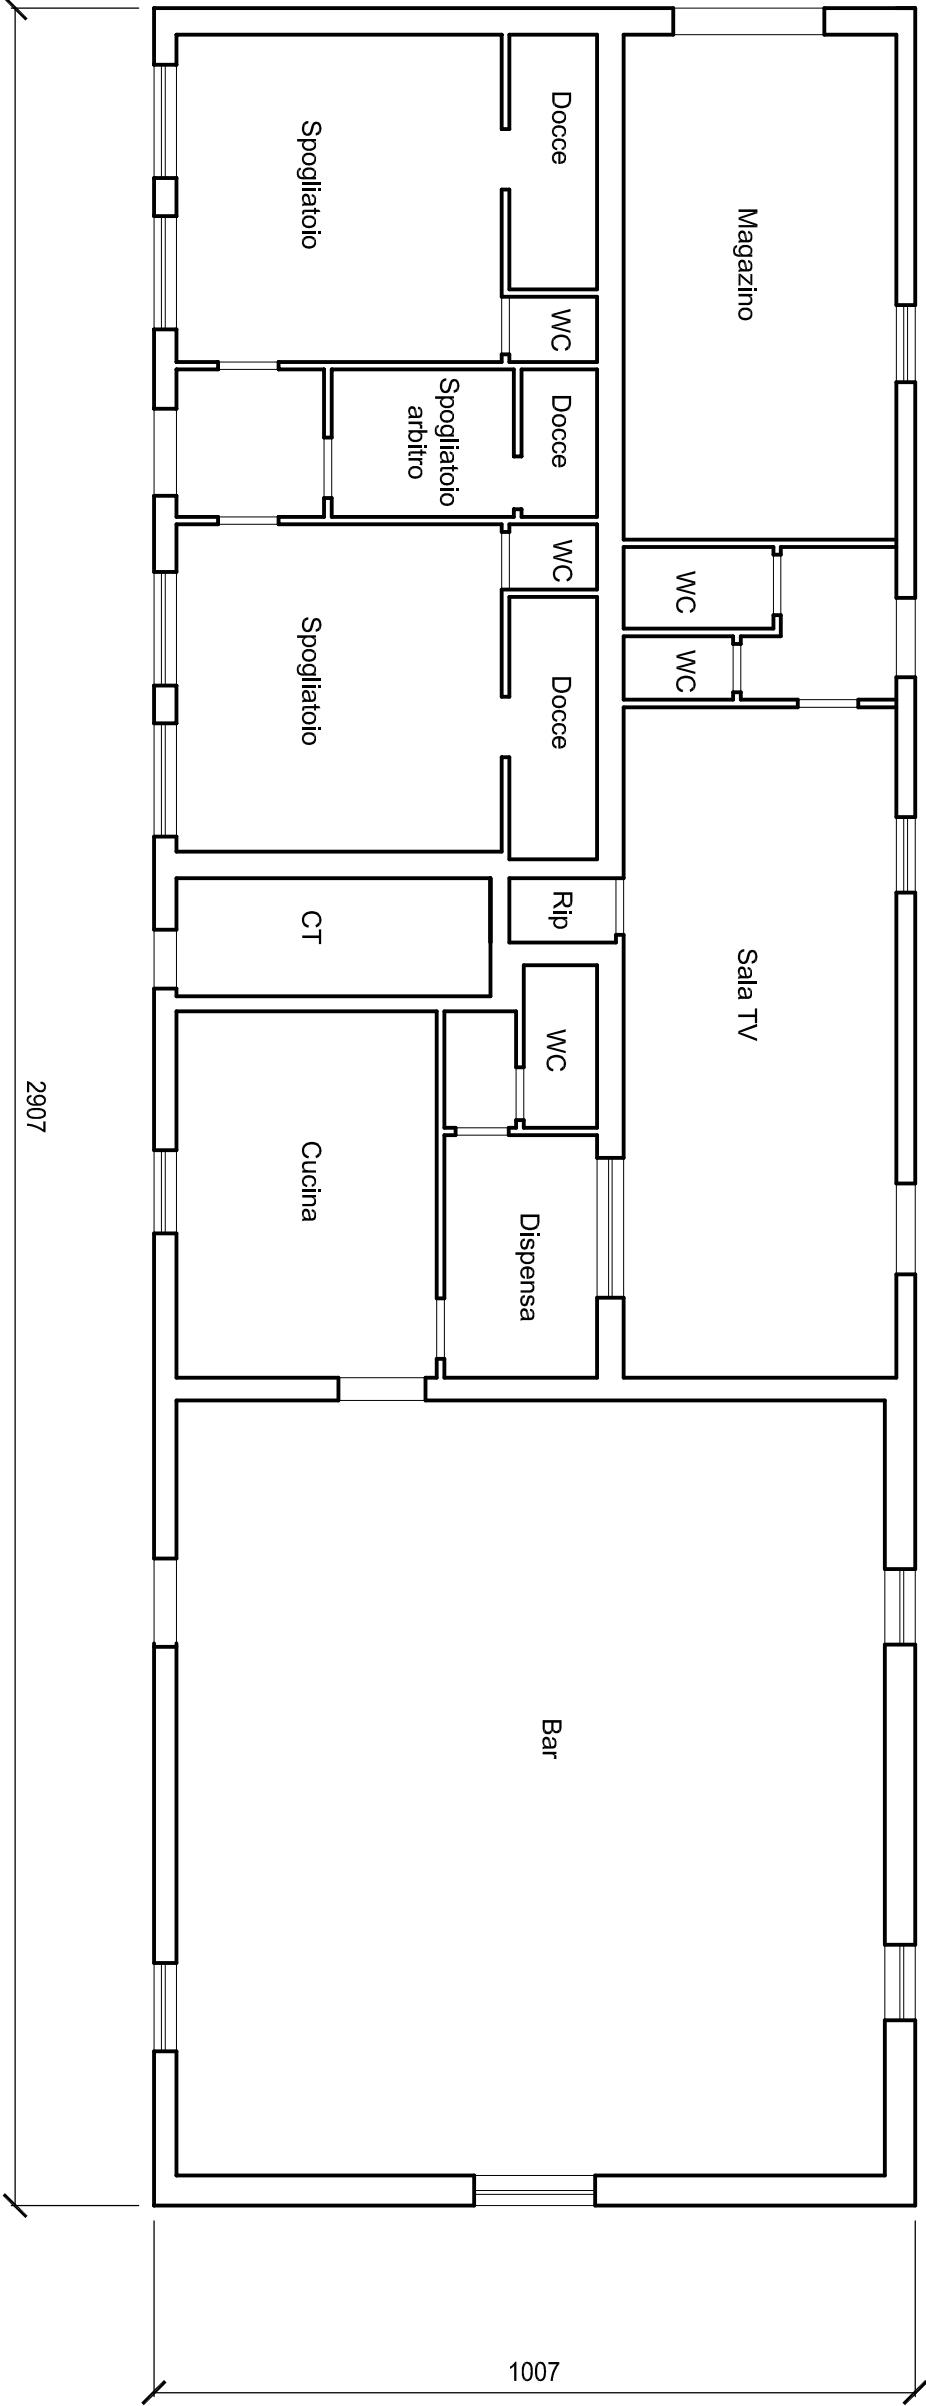 Docce
Spogliatoio
Magazino
WC
Spogliatoio
arbitro
Docce
WC
WC
WC
Spogliatoio
Docce
CT
Rip
Sala TV
WC
Cucina
Dispensa
Bar
2907
1007